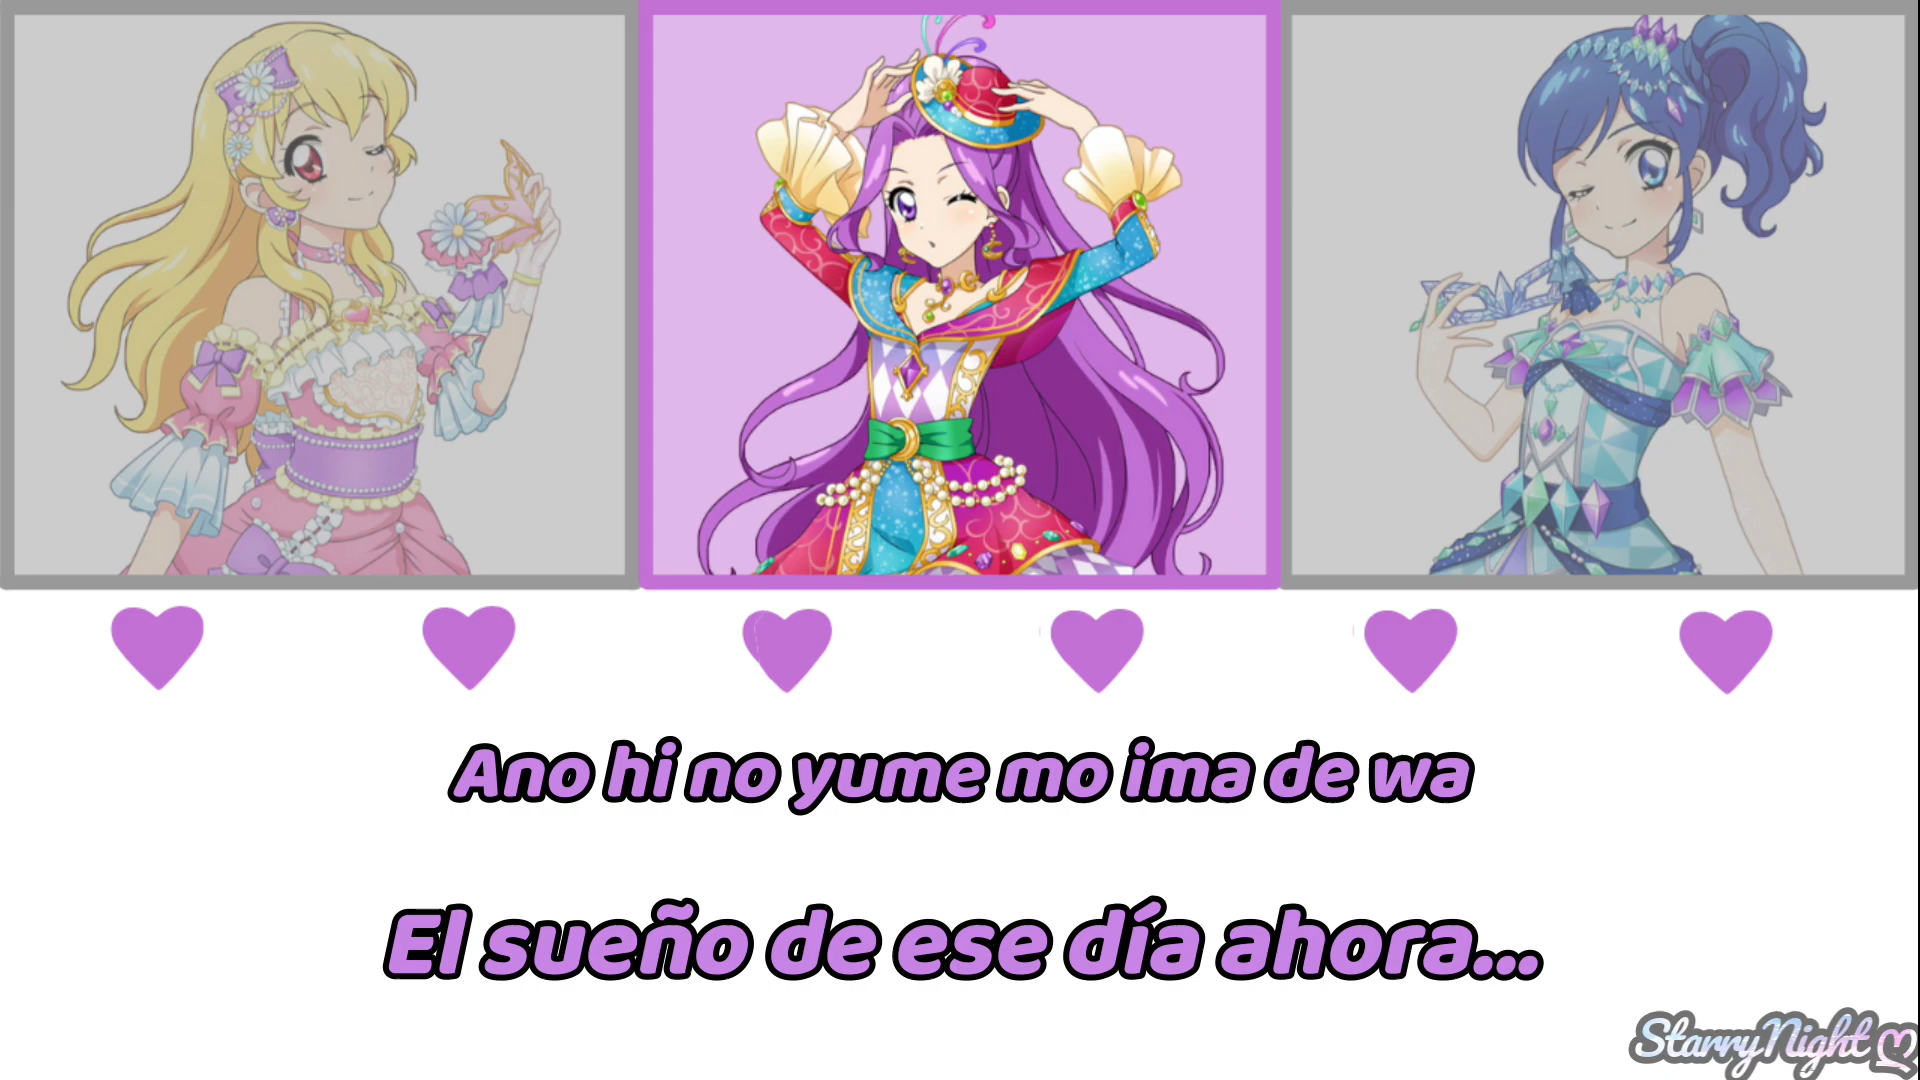 Ano hi no yume mo ima de wa
El sueño de ese día ahora...
StarryNight